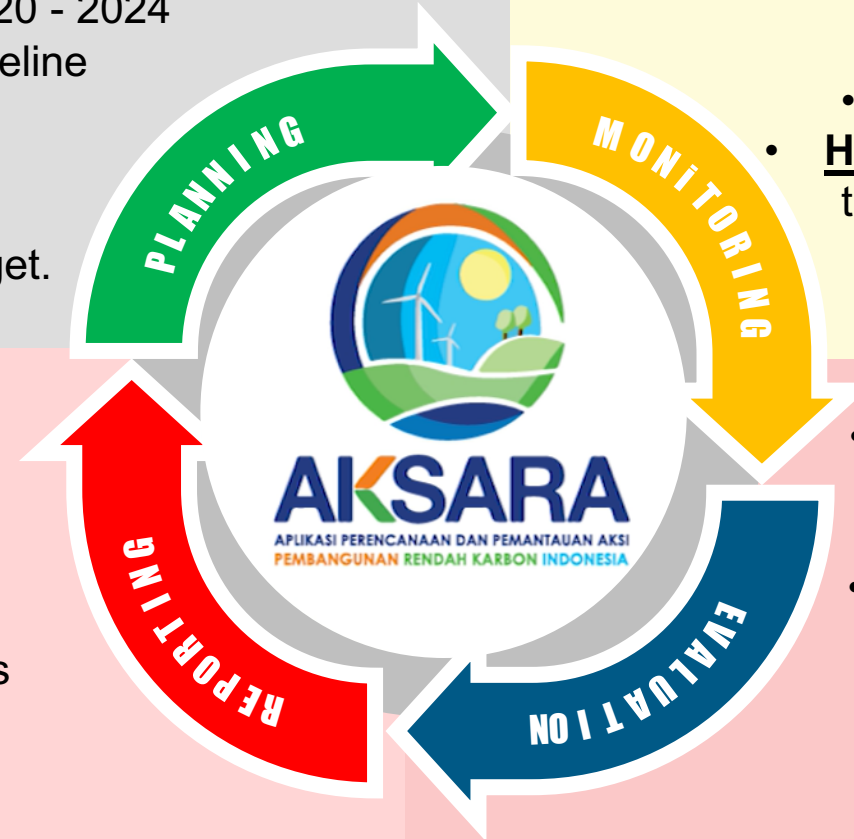 20 - 2024
eline
get.
s
PLANNING
MONiTORING
H
t
EVALUATION
REPORTING
AKSARA
APLIKASI PERENCANAAN DAN PEMANTAUAN AKSI
PEMBANGUNAN RENDAH KARBON INDONESIA